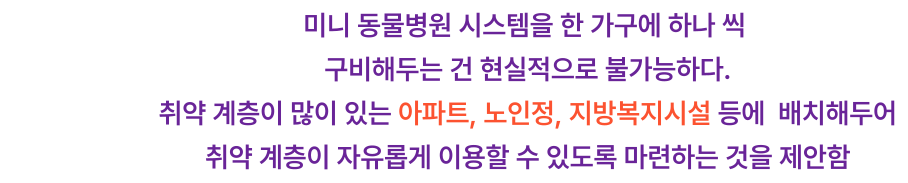 미니 동물병원 시스템을 한 가구에 하나 씩
구비해두는 건 현실적으로 불가능하다.
취약 계층이 많이 있는 아파트, 노인정, 지방복지시설 등에 배치해두어
취약 계층이 자유롭게 이용할 수 있도록 마련하는 것을 제안함